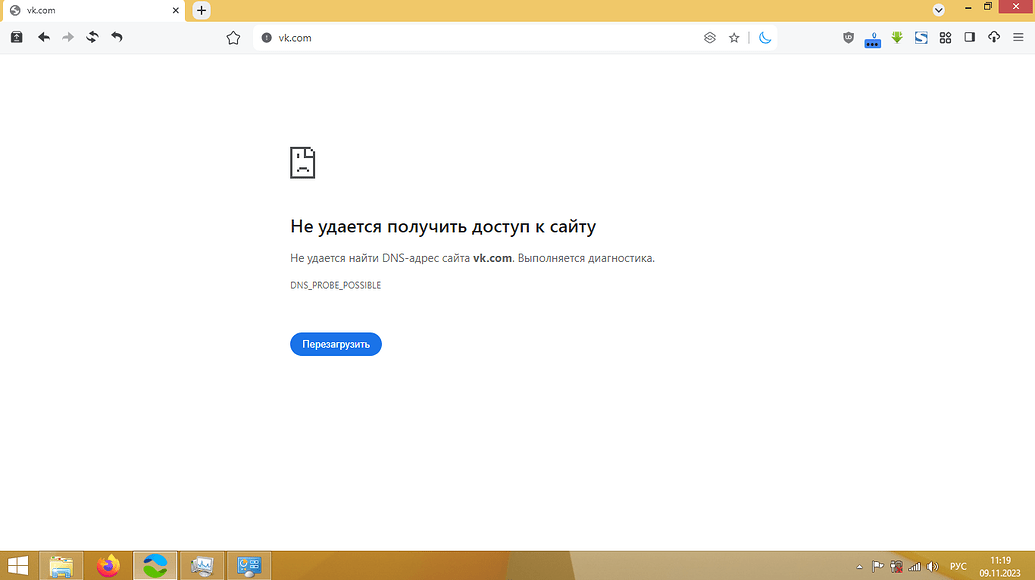 vk.com
vk.com
Не удается получить доступ к сайту
Не удается найти DNS-адрес сайта vk.com. Выполняется диагностика.
DNS_PROBE_POSSIBLE
Перезагрузить
0
РУС
11:19
09.11.2023